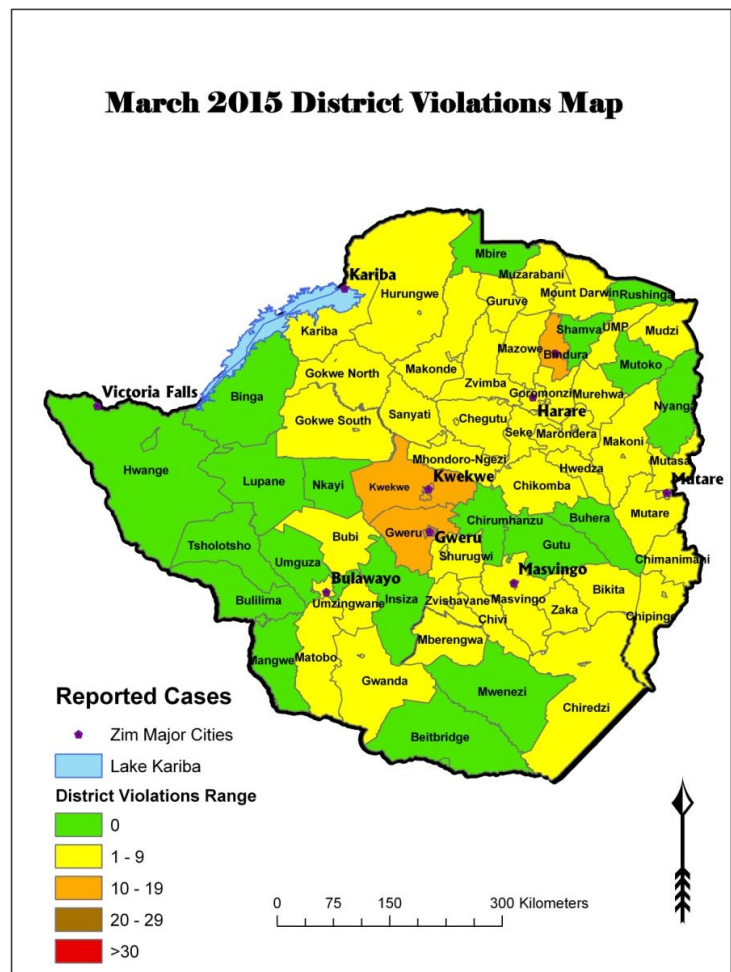 March 2015 District Violations Map
Mbire
Kariba
Muzarabani
Hurungwe
Guruve
Mount Darwin
Rushinga
Kariba
Shamva
UMP
Mudzi
Mazowe
Bindura
Gokwe North
Makonde
Mutoko
Zvimba
Victoria Falls
Binga
Goromonzi
Murehwa
Nyanga
Harare
Gokwe South
Sanyati
Chegutu
Seke
Marondera
Makoni
Hwange
Mhondoro-Ngezi
Hwedza
Mutasa
Lupane
Nkayi
Kwekwe
Kwekwe
Chikomba
Mutare
Mutare
Chirumhanzu
Buhera
Bubi
Gweru
Gweru
Gutu
Tsholotsho
Umguza
Shurugwi
Chimanimani
Bulawayo
Masvingo
Bulilima
Umzingwane
Insiza
Zvishavane
Masvingo
Bikita
Zaka
Chipinge
Chivi
Mberengwa
Mangwe
Matobo
Gwanda
Mwenezi
Chiredzi
Beitbridge
Reported Cases
Zim Major Cities
Lake Kariba
District Violations Range
0
1 - 9
10 - 19
20 - 29
>30
0 75 150 300 Kilometers